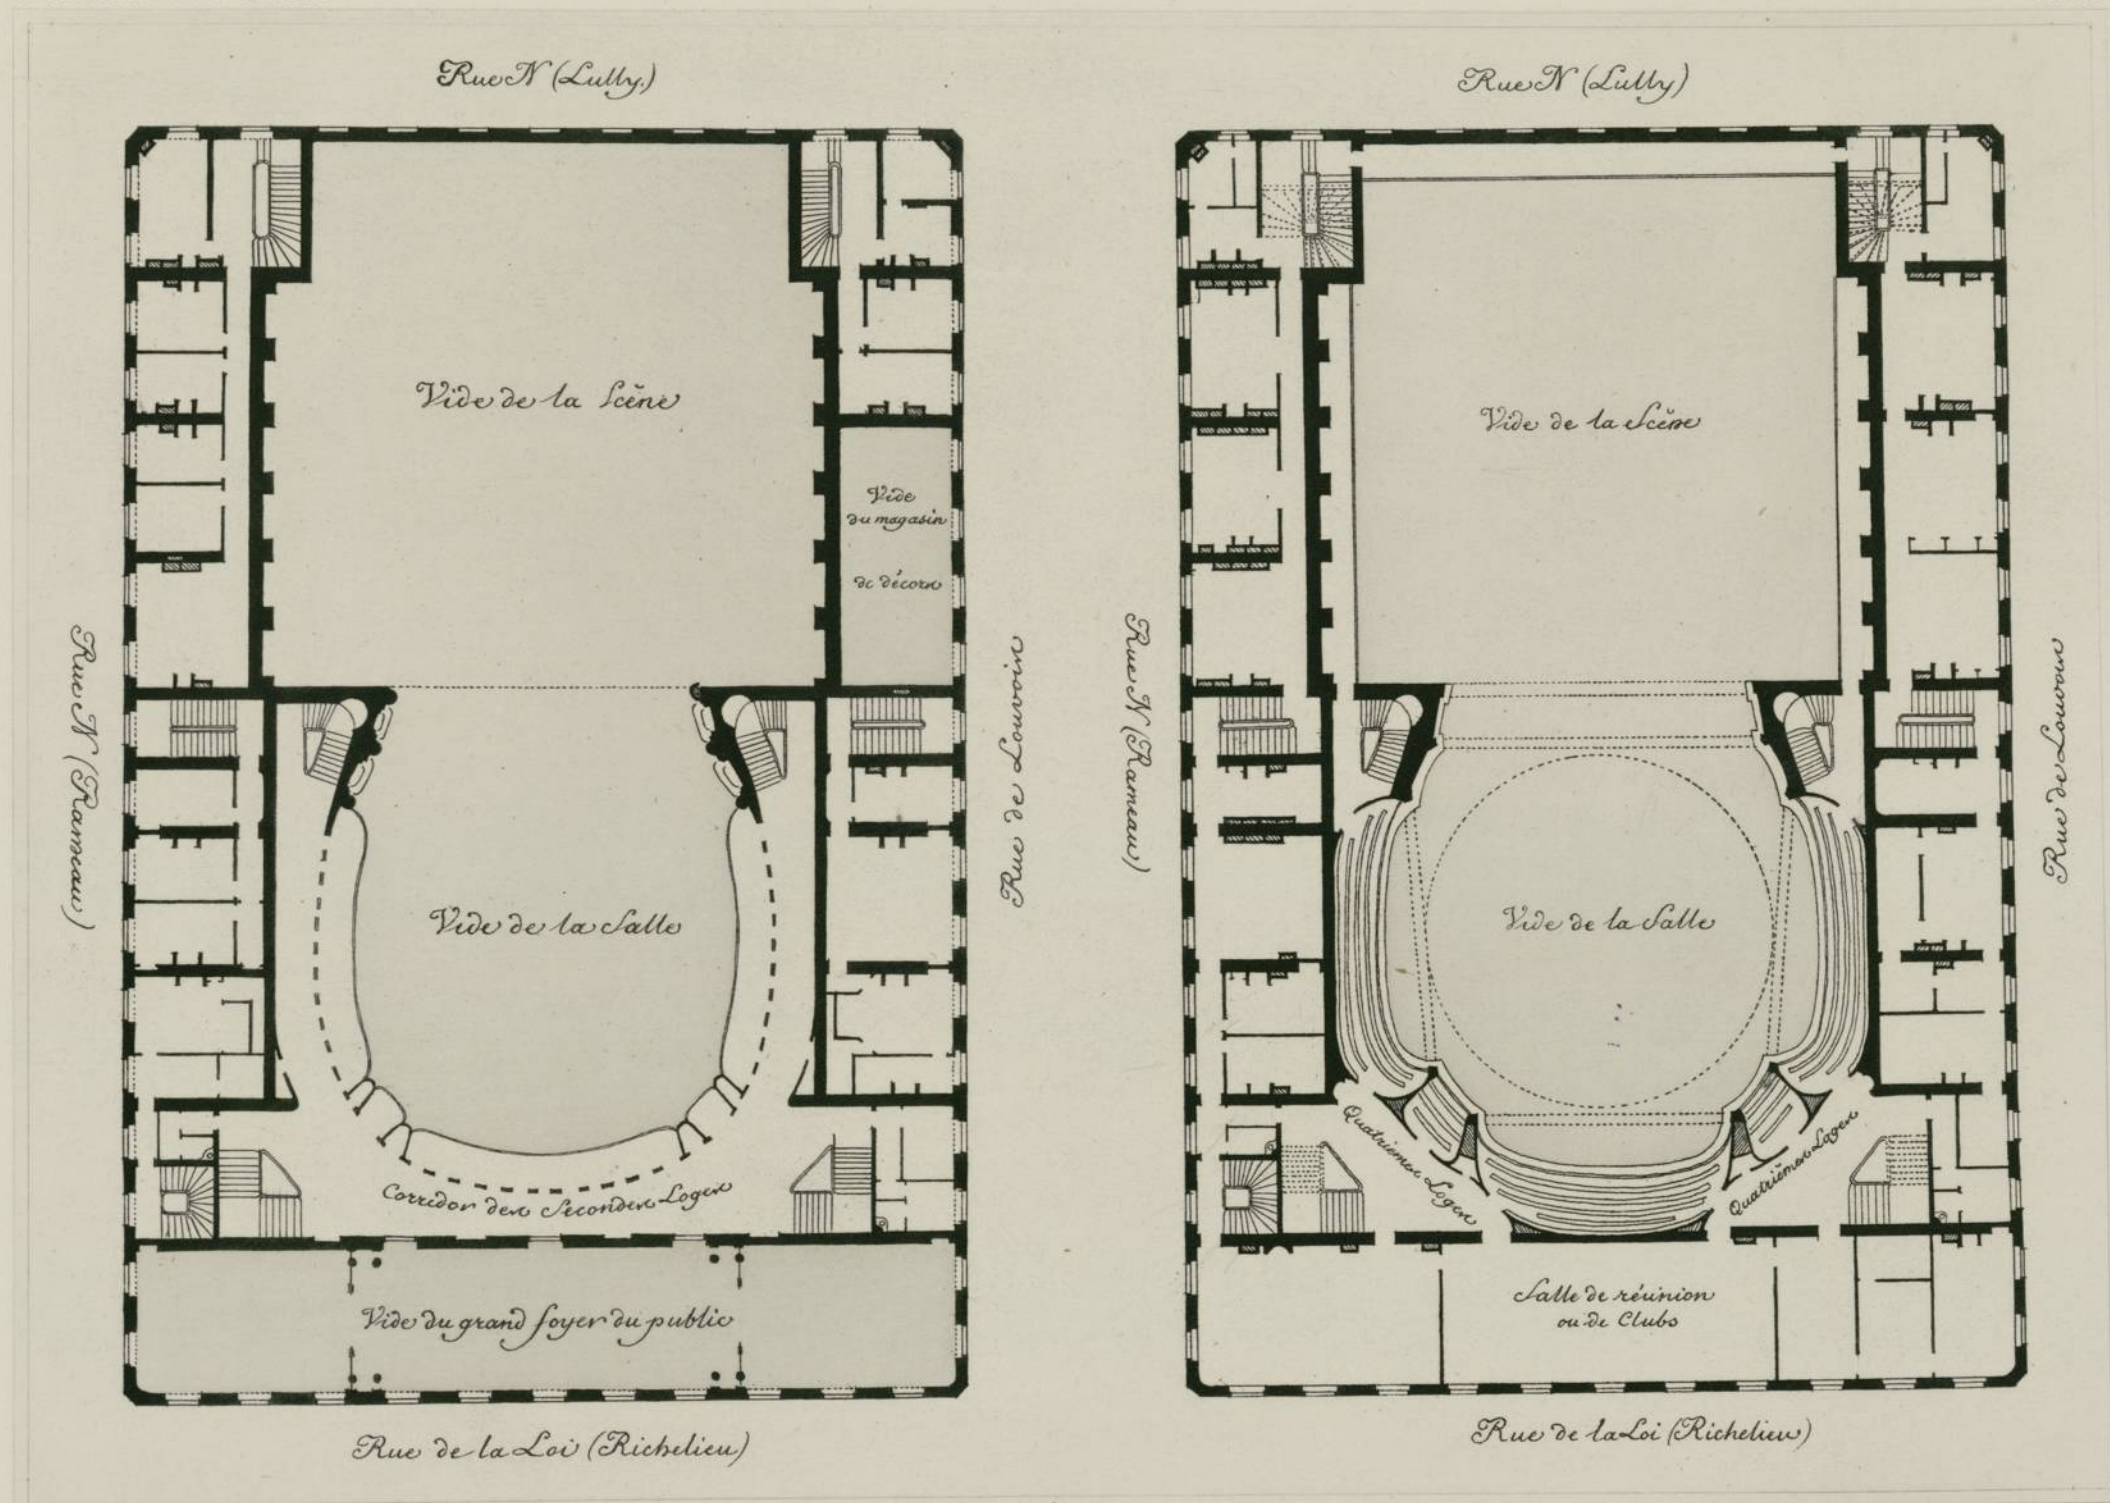 Rue N (Lully.)
Vide de la Scène
Vide
du magasin
de décors
Rue N (Rameau)
Rue de Louvoin
Vide de la Salle
Corridor des Secondes Loges
Vide du grand foyer du public
Rue de la Loi (Richelieu)
Rue N (Lully)
Vide de la Scène
Rue N (Rameau)
Rue de Louvois
Vide de la Salle
Quatrièmes Loges
Quatrièmes Loges
Salle de réunion
ou de Clubs
Rue de la Loi (Richelieu)